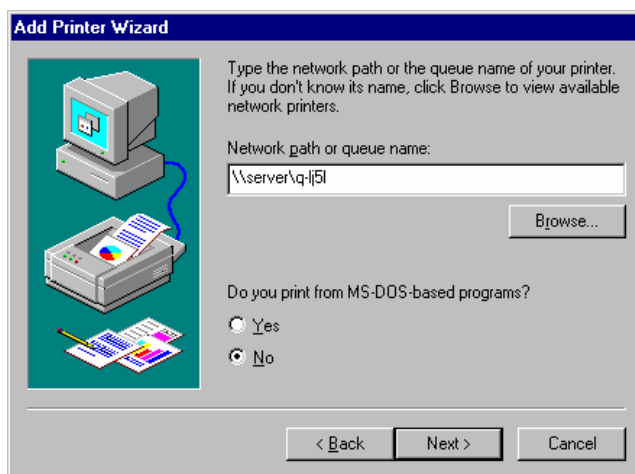 Add Printer Wizard
Type the network path or the queue name of your printer.
If you don't know its name, click Browse to view available
network printers.
Network path or queue name:
\\server\q-lj5l
Browse...
Do you print from MS-DOS-based programs?
Yes
No
< Back
Next >
Cancel